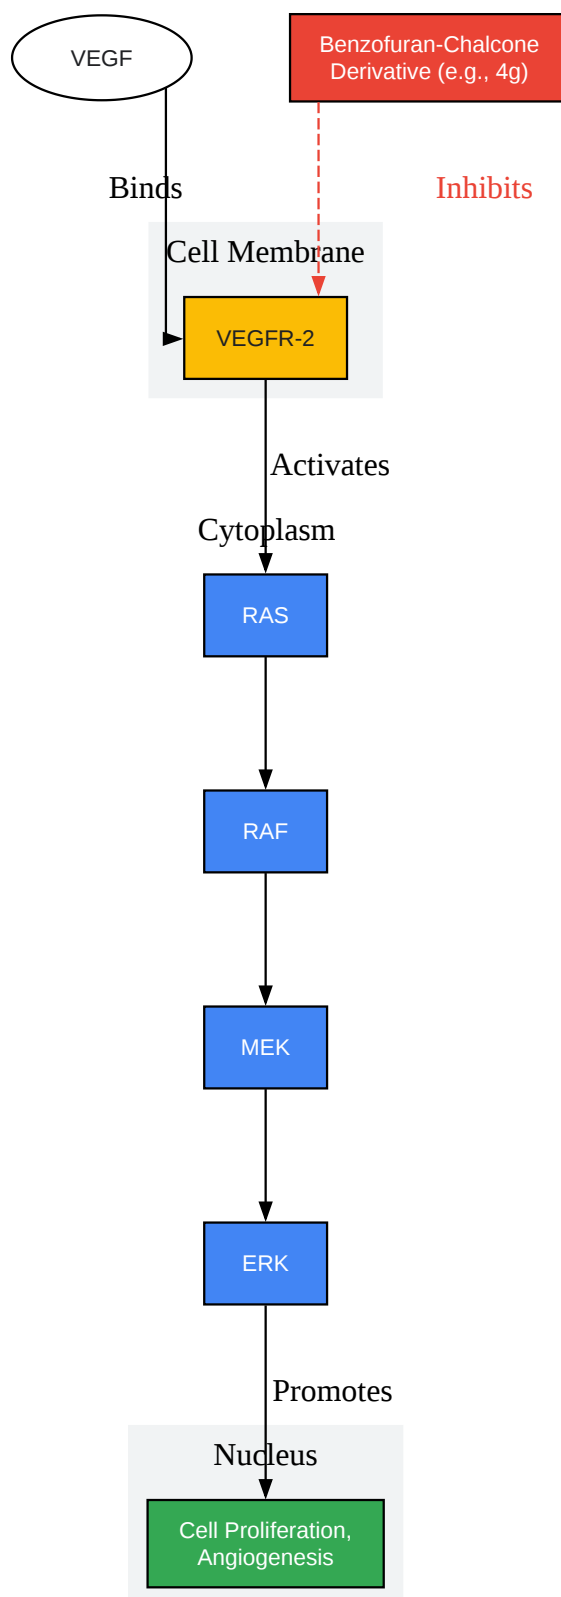 VEGF
Benzofuran-Chalcone
Derivative (e.g., 4g)
Binds
Inhibits
Cell Membrane
VEGFR-2
Activates
Cytoplasm
RAS
RAF
MEK
ERK
Promotes
Nucleus
Cell Proliferation,
Angiogenesis